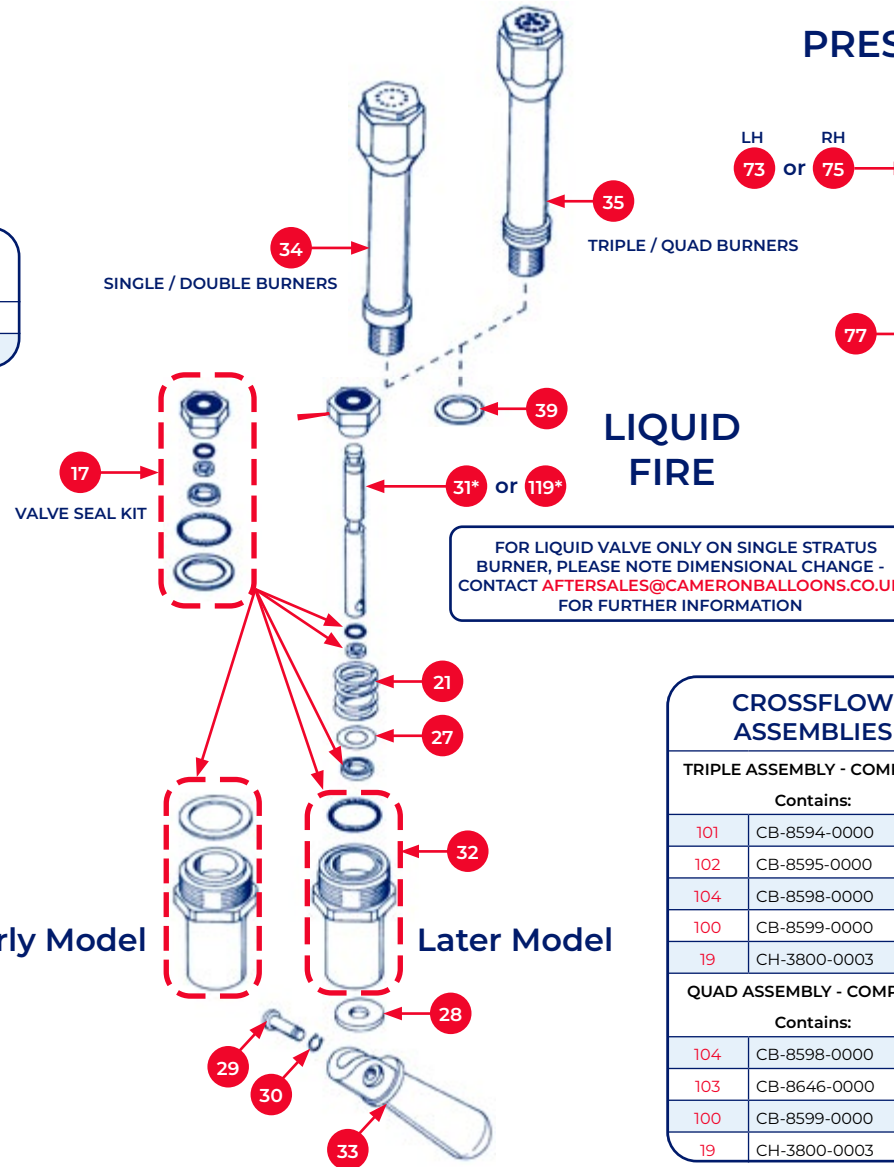 PRES
LH RH
73 or 75
35
34
TRIPLE / QUAD BURNERS
SINGLE / DOUBLE BURNERS
77
39
LIQUID
FIRE
17
31* or 119*
VALVE SEAL KIT
FOR LIQUID VALVE ONLY ON SINGLE STRATUS
BURNER, PLEASE NOTE DIMENSIONAL CHANGE -
CONTACT AFTERSALES@CAMERONBALLOONS.CO.UK
FOR FURTHER INFORMATION
21
27
32
rly Model
Later Model
28
29
30
33
CROSSFLOW
ASSEMBLIES
TRIPLE ASSEMBLY - COMP
Contains:
101 CB-8594-0000
102 CB-8595-0000
104 CB-8598-0000
100 CB-8599-0000
19 CH-3800-0003
QUAD ASSEMBLY - COMP
Contains:
104 CB-8598-0000
103 CB-8646-0000
100 CB-8599-0000
19 CH-3800-0003